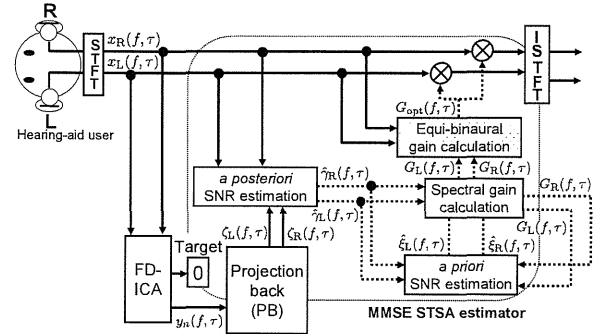 R
STFT
x_R(f,τ)
x_L(f,τ)
ISTFT
L
Hearing-aid user
G_opt(f,τ)
Equi-binaural
gain calculation
G_L(f,τ) G_R(f,τ)
a posteriori
SNR estimation
γ̂_R(f,τ)
γ̂_L(f,τ)
Spectral gain
calculation
G_R(f,τ)
G_L(f,τ)
ζ_L(f,τ) ζ_R(f,τ)
ξ̂_L(f,τ) ξ̂_R(f,τ)
FD-
ICA
Target
0
y_n(f,τ)
Projection
back
(PB)
a priori
SNR estimation
MMSE STSA estimator